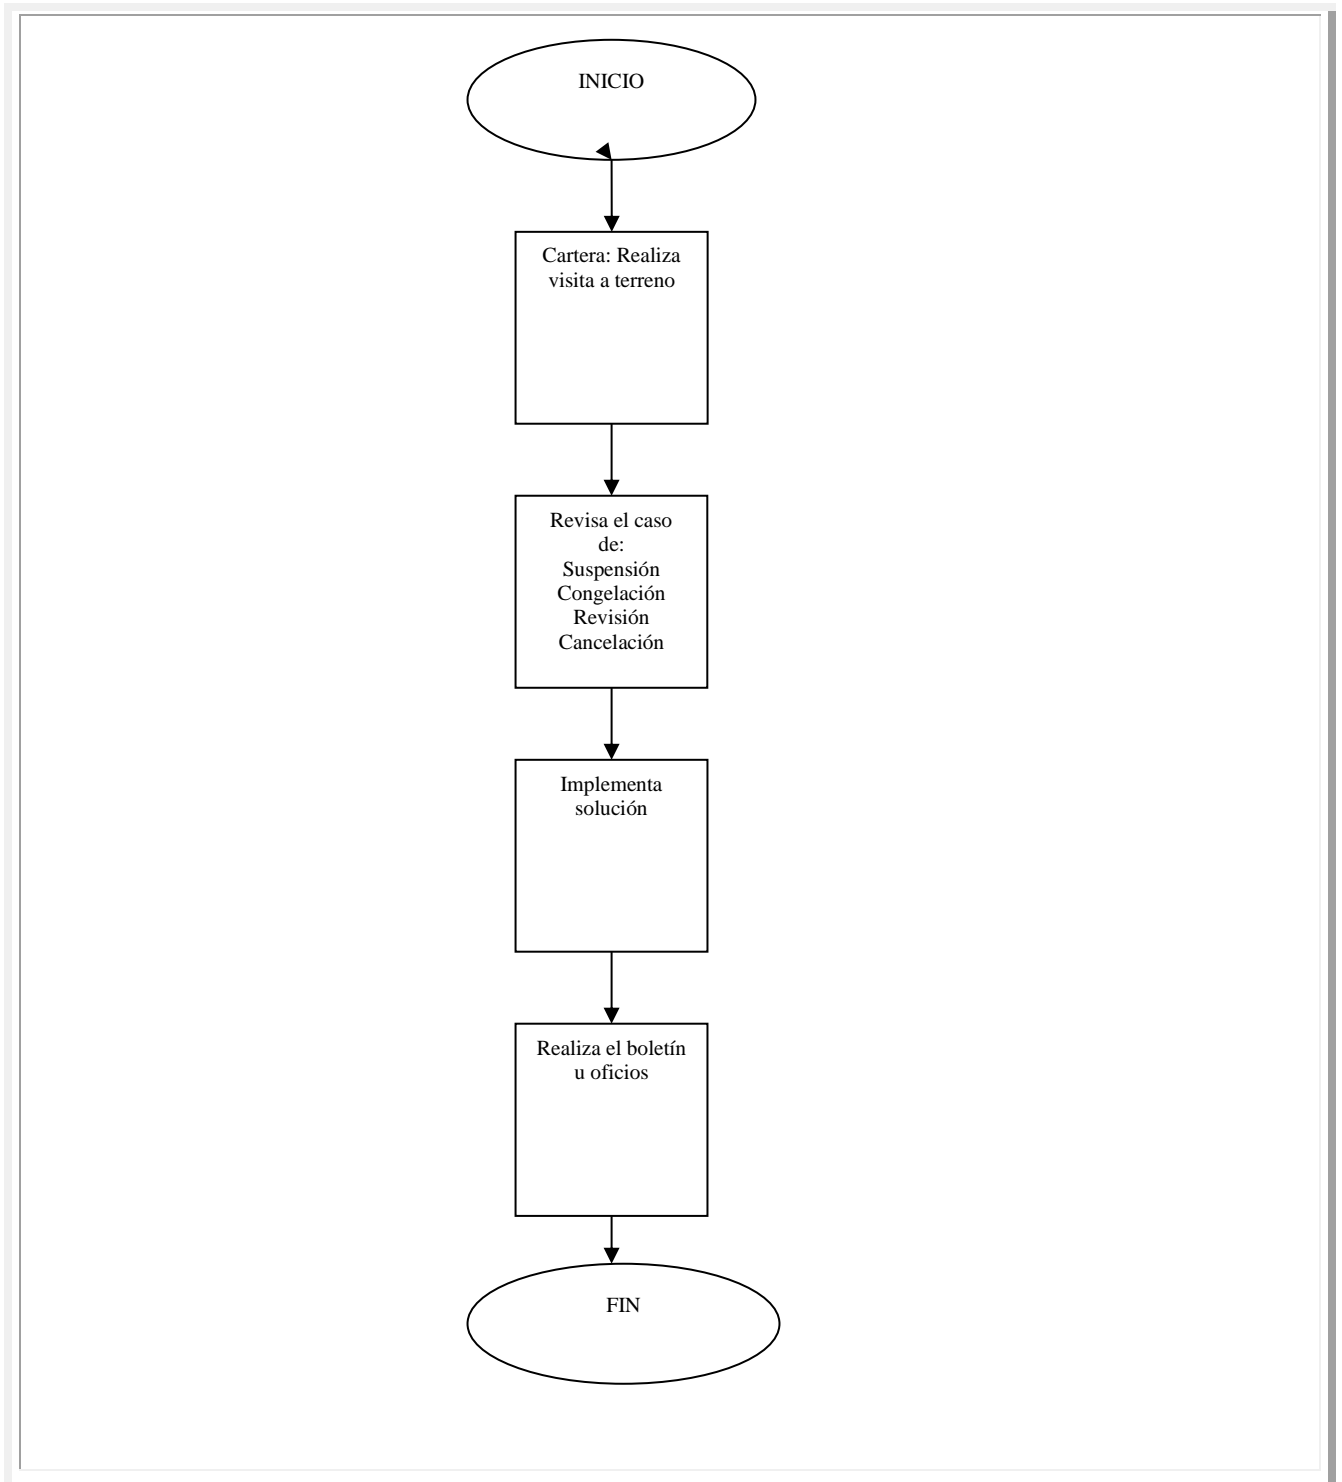 INICIO
Cartera: Realiza
visita a terreno
Revisa el caso
de:
Suspensión
Congelación
Revisión
Cancelación
Implementa
solución
Realiza el boletín
u oficios
FIN